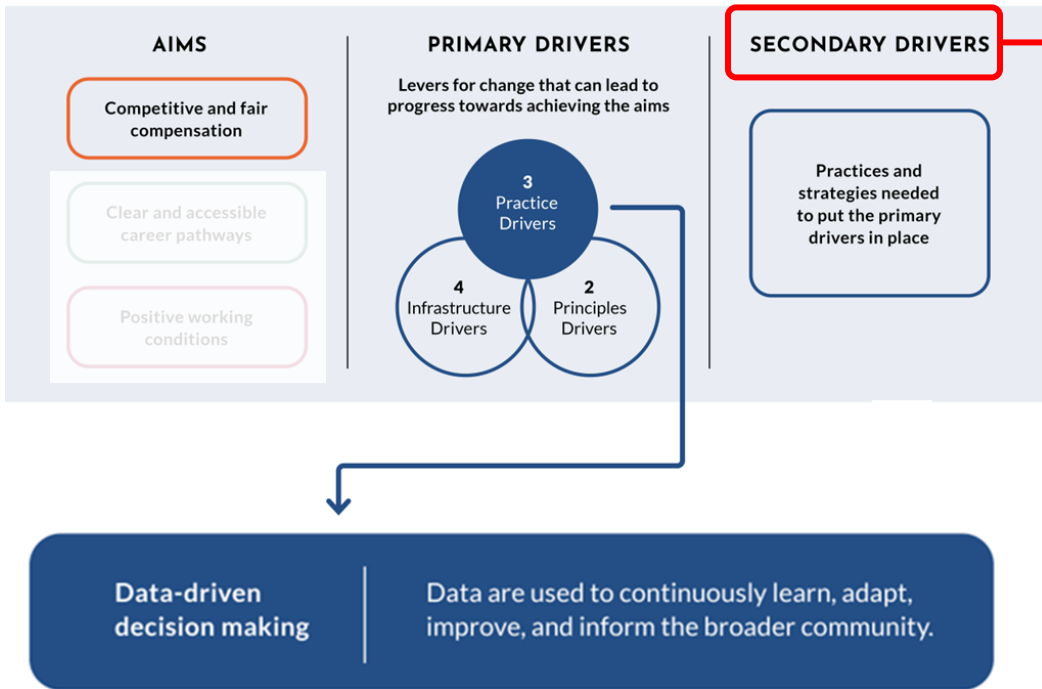 AIMS
Competitive and fair
compensation
Clear and accessible
career pathways
Positive working
conditions
PRIMARY DRIVERS
Levers for change that can lead to
progress towards achieving the aims
3
Practice
Drivers
4
Infrastructure
Drivers
2
Principles
Drivers
SECONDARY DRIVERS
Practices and
strategies needed
to put the primary
drivers in place
Data-driven
decision making
Data are used to continuously learn, adapt,
improve, and inform the broader community.